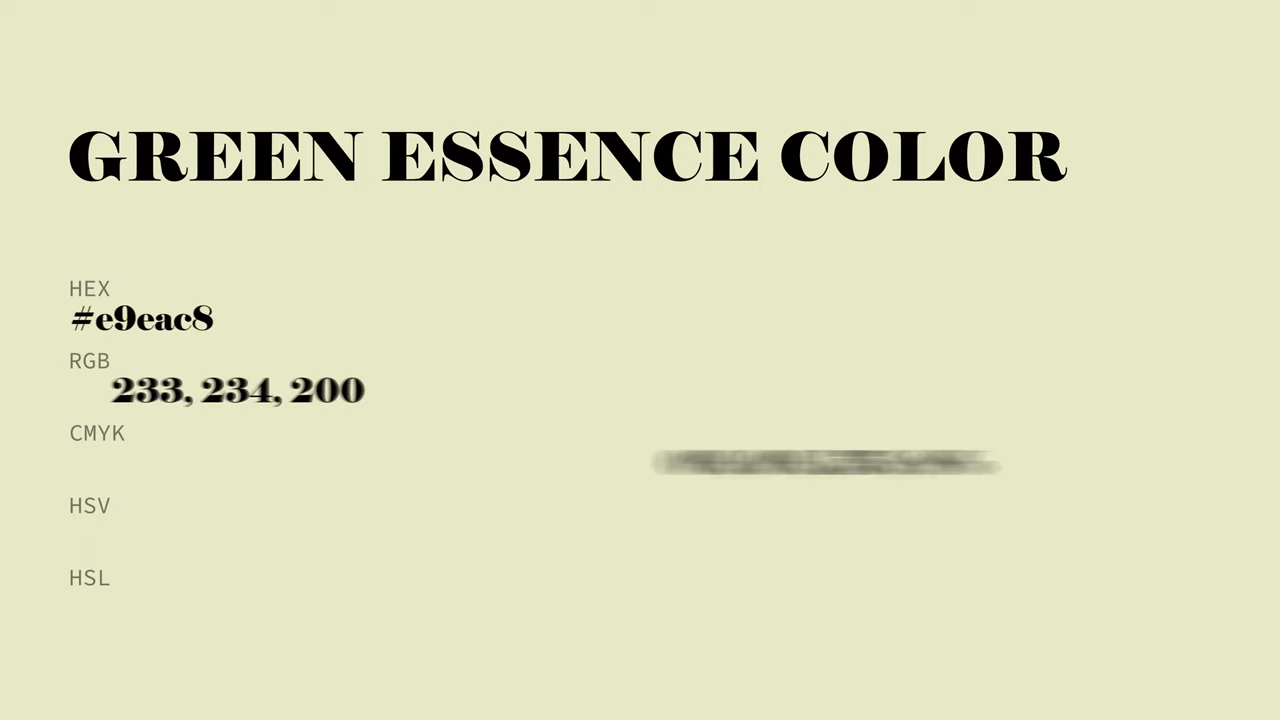 GREEN ESSENCE COLOR
HEX
#e9eac8
RGB
233, 234, 200
CMYK
HSV
HSL